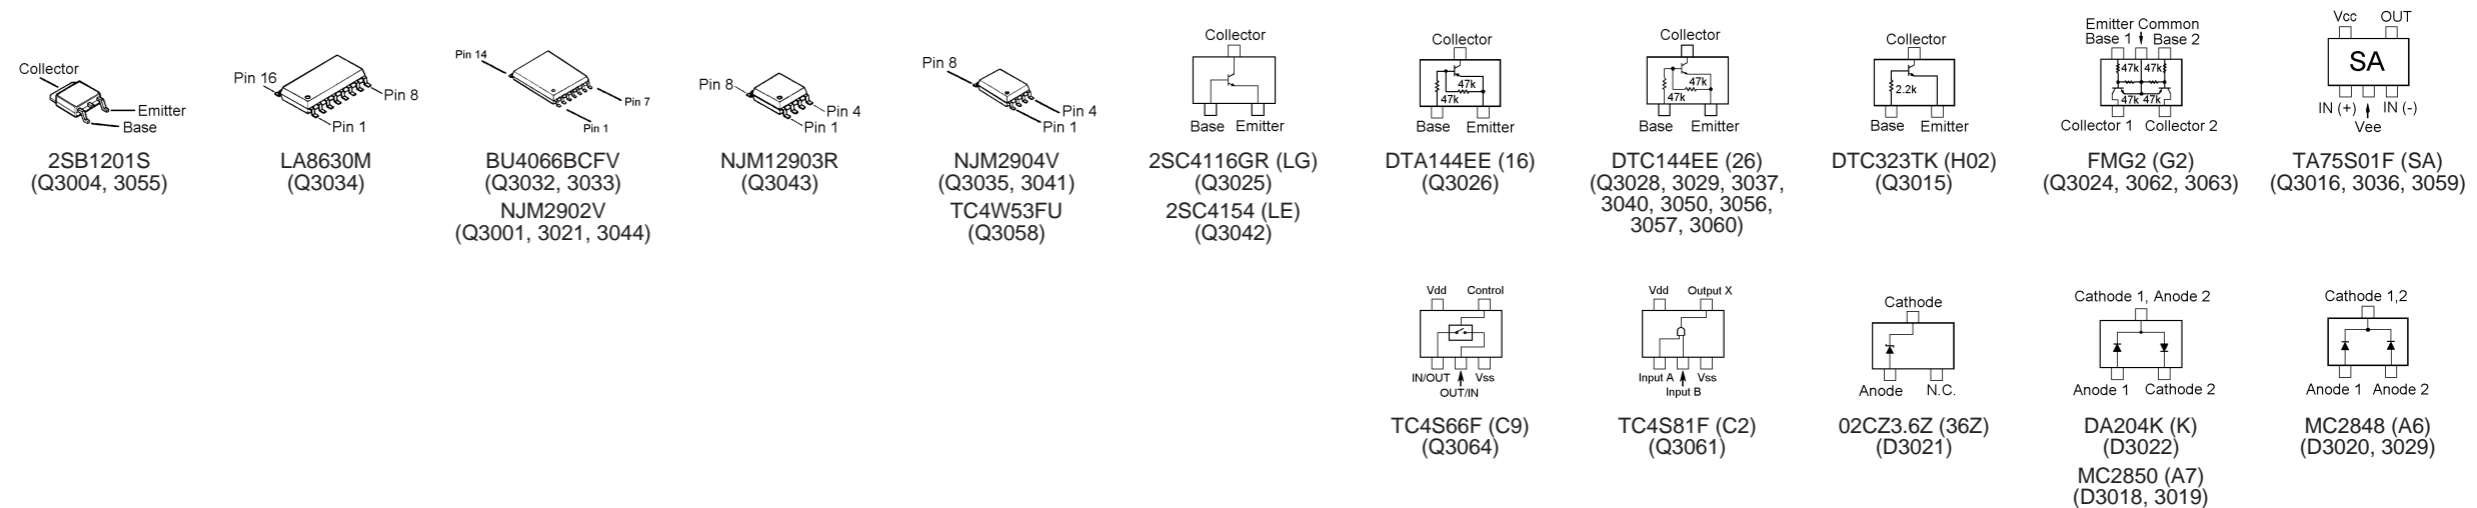 Collector
Emitter
Base
2SB1201S
(Q3004, 3055)
Pin 16
Pin 8
Pin 1
LA8630M
(Q3034)
Pin 14
Pin 7
Pin 1
BU4066BCFV
(Q3032, 3033)
NJM2902V
(Q3001, 3021, 3044)
Pin 8
Pin 4
Pin 1
NJM12903R
(Q3043)
Pin 8
Pin 4
Pin 1
NJM2904V
(Q3035, 3041)
TC4W53FU
(Q3058)
Collector
Base Emitter
2SC4116GR (LG)
(Q3025)
2SC4154 (LE)
(Q3042)
Collector
47k
47k
Base Emitter
DTA144EE (16)
(Q3026)
Collector
47k
47k
Base Emitter
DTC144EE (26)
(Q3028, 3029, 3037,
3040, 3050, 3056,
3057, 3060)
Collector
2.2k
Base Emitter
DTC323TK (H02)
(Q3015)
Emitter Common
Base 1 Base 2
47k 47k
47k 47k
Collector 1 Collector 2
FMG2 (G2)
(Q3024, 3062, 3063)
Vcc OUT
SA
IN (+) IN (-)
Vee
TA75S01F (SA)
(Q3016, 3036, 3059)
Vdd Control
IN/OUT Vss
OUT/IN
TC4S66F (C9)
(Q3064)
Vdd Output X
Input A Vss
Input B
TC4S81F (C2)
(Q3061)
Cathode
Anode N.C.
02CZ3.6Z (36Z)
(D3021)
Cathode 1, Anode 2
Anode 1 Cathode 2
DA204K (K)
(D3022)
MC2850 (A7)
(D3018, 3019)
Cathode 1,2
Anode 1 Anode 2
MC2848 (A6)
(D3020, 3029)